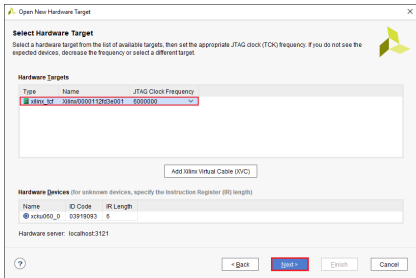 Open New Hardware Target
Select Hardware Target
Select a hardware target from the list of available targets, then set the appropriate JTAG clock (TCK) frequency. If you do not see the
expected devices, decrease the frequency or select a different target.
Hardware Targets
Type Name JTAG Clock Frequency
xilinx_tcf Xilinx/0000112fd3e001 6000000
Add Xilinx Virtual Cable (XVC)
Hardware Devices (for unknown devices, specify the Instruction Register (IR) length)
Name ID Code IR Length
xcku060_0 03919093 6
Hardware server: localhost:3121
? < Back Next > Finish Cancel